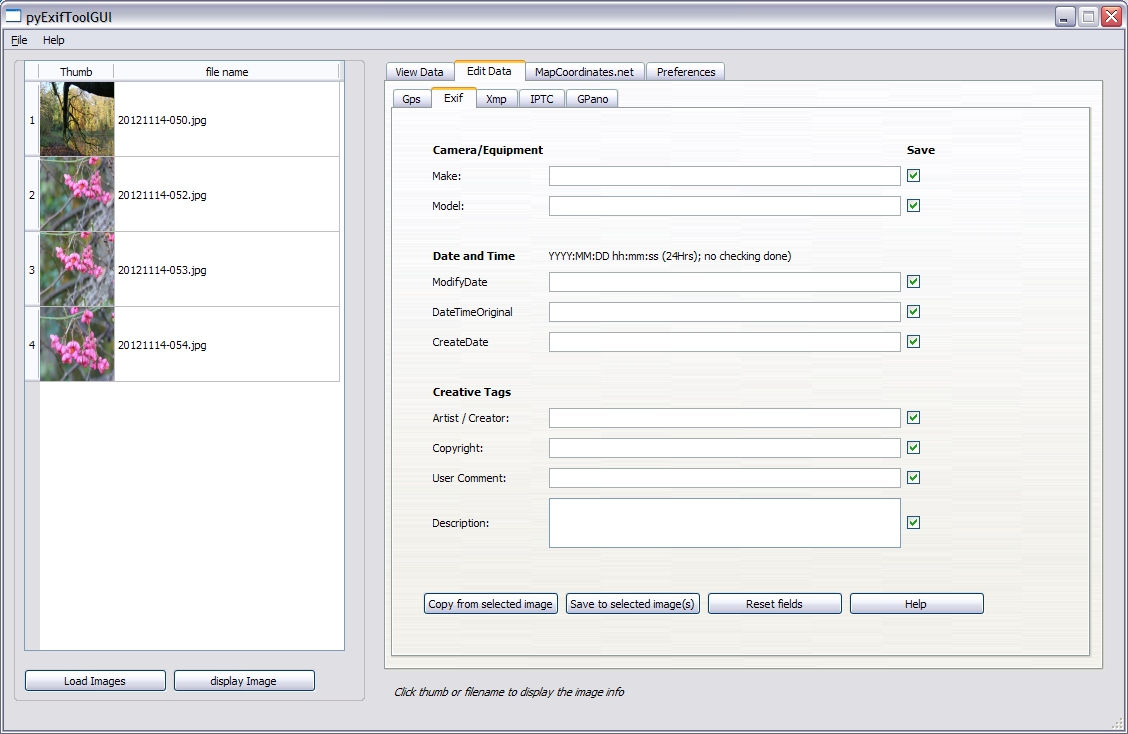 pyExifToolGUI
File Help
Thumb file name
1 20121114-050.jpg
2 20121114-052.jpg
3 20121114-053.jpg
4 20121114-054.jpg
Load Images display Image
View Data Edit Data MapCoordinates.net Preferences
Gps Exif Xmp IPTC GPano
Camera/Equipment Save
Make:
Model:
Date and Time YYYY:MM:DD hh:mm:ss (24Hrs); no checking done)
ModifyDate
DateTimeOriginal
CreateDate
Creative Tags
Artist / Creator:
Copyright:
User Comment:
Description:
Copy from selected image Save to selected image(s) Reset fields Help
Click thumb or filename to display the image info